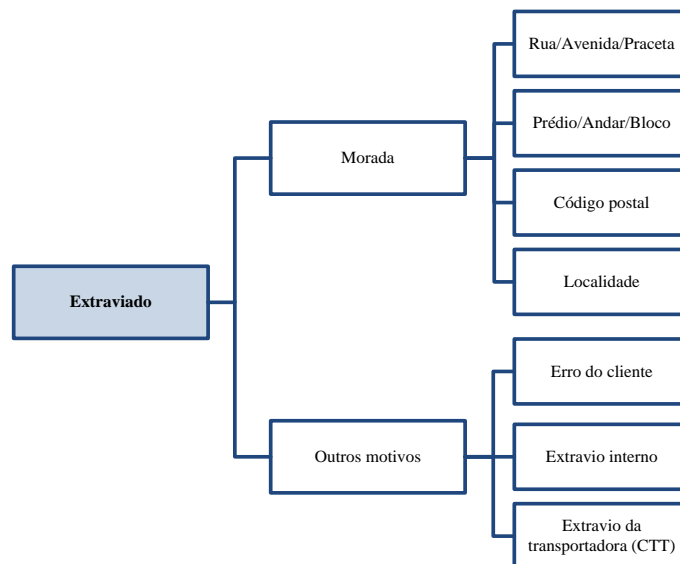 Rua/Avenida/Praceta
Prédio/Andar/Bloco
Morada
Código postal
Localidade
Extraviado
Erro do cliente
Outros motivos
Extravio interno
Extravio da
transportadora (CTT)